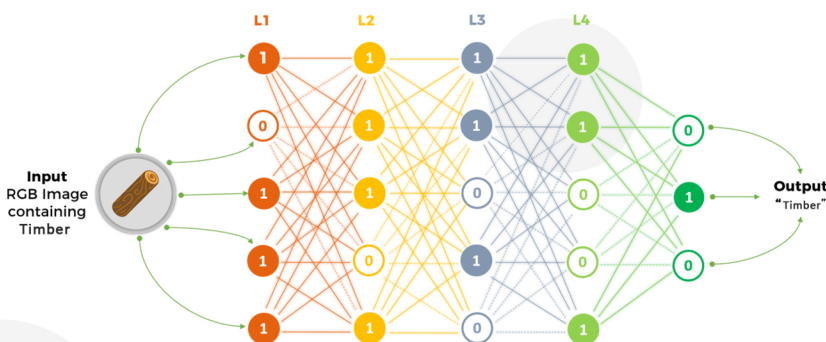 L1 L2 L3 L4
1 1 1 1
0 1 1 1 0
Input
RGB Image
containing
Timber
1 1 0 0 1
Output
"Timber"
1 0 1 0 0
1 1 0 1